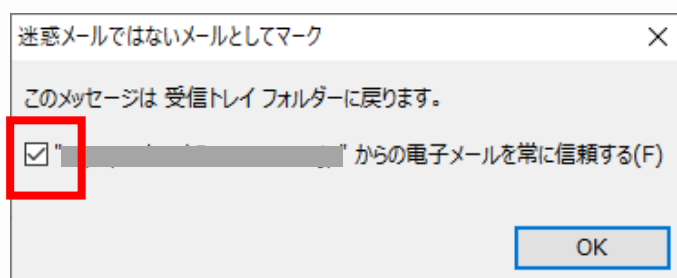 迷惑メールではないメールとしてマーク
このメッセージは 受信トレイ フォルダーに戻ります。
" " からの電子メールを常に信頼する(F)
OK